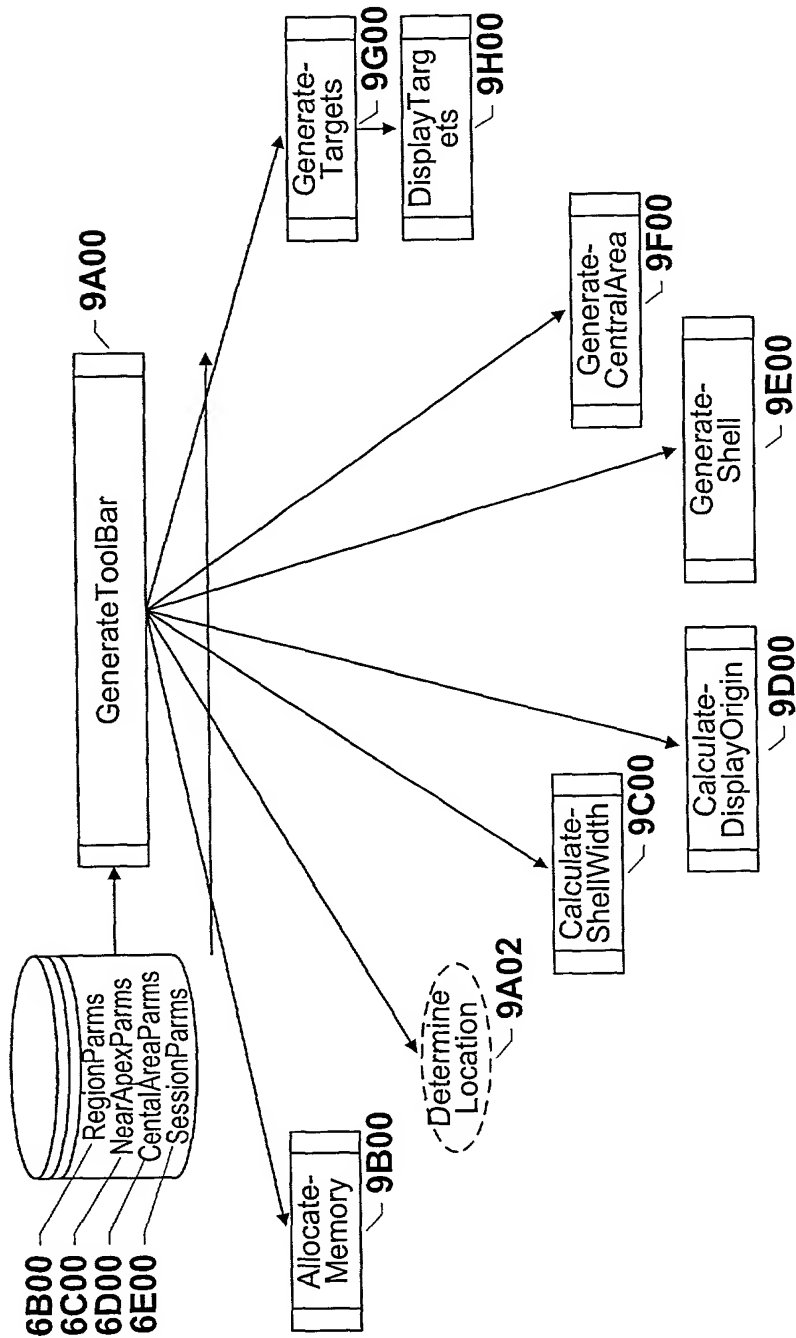 6B00
RegionParms
6C00
NearApexParms
6D00
CentalAreaParms
6E00
SessionParms
GenerateToolBar
9A00
Allocate-
Memory
9B00
Determine
Location
9A02
Calculate-
ShellWidth
9C00
Calculate-
DisplayOrigin
9D00
Generate-
Shell
9E00
Generate-
CentralArea
9F00
Generate-
Targets
9G00
DisplayTarg
ets
9H00